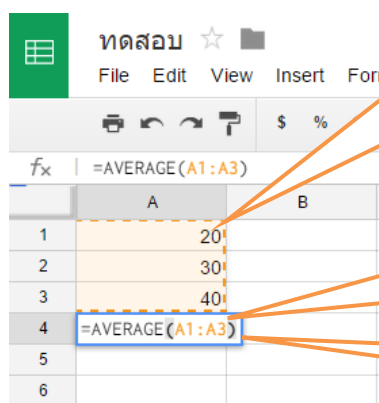 ทดสอบ
File Edit View Insert For
$ %
fx =AVERAGE(A1:A3)
A B
1 20
2 30
3 40
4 =AVERAGE(A1:A3)
5
6